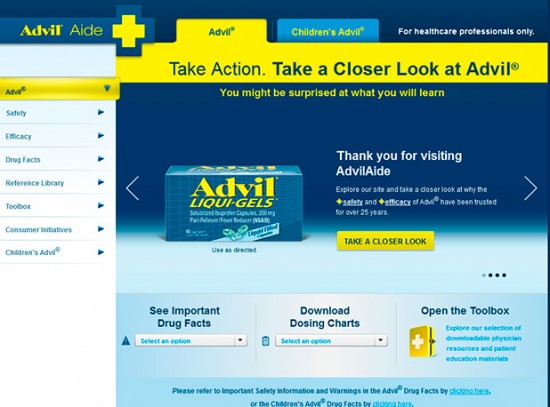 Advil® Aide
Advil®
Children's Advil®
For healthcare professionals only.
Take Action. Take a Closer Look at Advil®
You might be surprised at what you will learn
Advil®
Safety
Efficacy
Drug Facts
Reference Library
Toolbox
Consumer Initiatives
Children's Advil®
Advil®
LIQUI-GELS®
Solubilized Ibuprofen Capsules, 200 mg
Pain Reliever/Fever Reducer (NSAID)
Liquid Filled
Capsules
Use as directed.
Thank you for visiting
AdvilAide
Explore our site and take a closer look at why the
safety and efficacy of Advil® have been trusted
for over 25 years.
TAKE A CLOSER LOOK
See Important
Drug Facts
Select an option
Download
Dosing Charts
Select an option
Open the Toolbox
Explore our selection of
downloadable physician
resources and patient
education materials
Please refer to Important Safety Information and Warnings in the Advil® Drug Facts by clicking here,
or the Children's Advil® Drug Facts by clicking here.